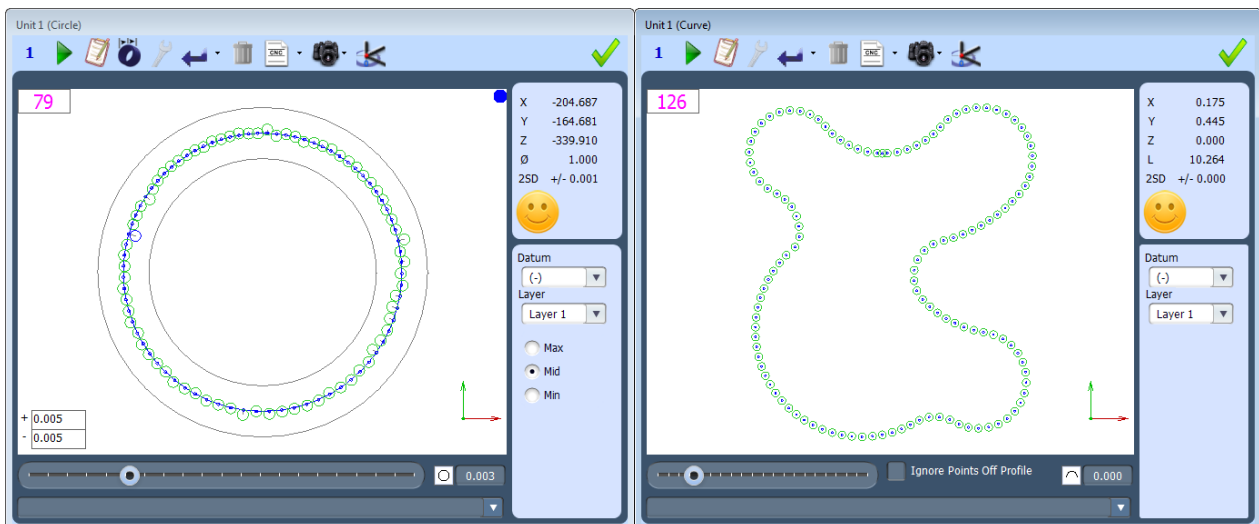 Unit 1 (Circle)
1
CNC
79
X -204.687
Y -164.681
Z -339.910
Ø 1.000
2SD +/- 0.001
Datum
(-)
Layer
Layer 1
Max
Mid
Min
+ 0.005
- 0.005
0.003
Unit 1 (Curve)
1
CNC
126
X 0.175
Y 0.445
Z 0.000
L 10.264
2SD +/- 0.000
Datum
(-)
Layer
Layer 1
Ignore Points Off Profile
0.000